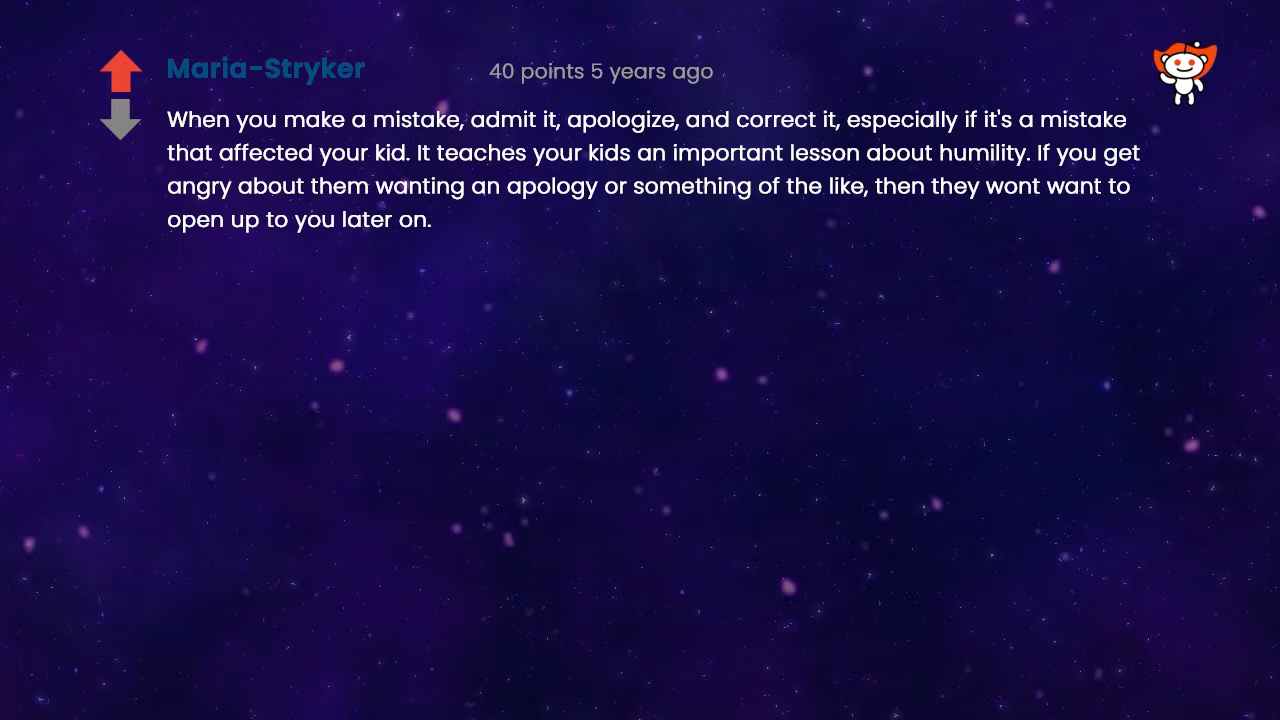 Maria-Stryker 40 points 5 years ago
When you make a mistake, admit it, apologize, and correct it, especially if it's a mistake
that affected your kid. It teaches your kids an important lesson about humility. If you get
angry about them wanting an apology or something of the like, then they wont want to
open up to you later on.